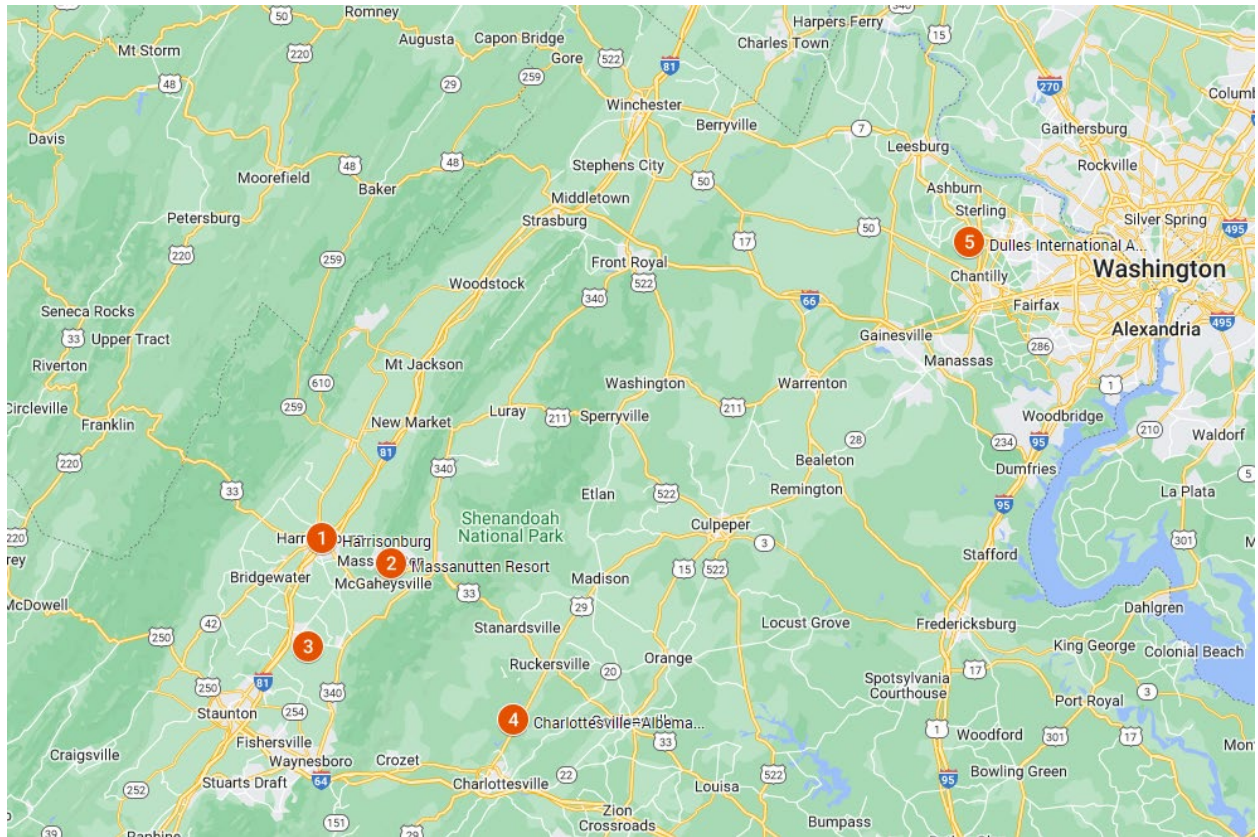 50
Romney
Harpers Ferry
340
Mt Storm
220
Augusta
Capon Bridge
Gore
522
Charles Town
15
48
29
259
81
270
Columb
Winchester
Davis
Berryville
7
Gaithersburg
Leesburg
Rockville
48
48
Stephens City
Moorefield
Baker
50
Ashburn
Middletown
Sterling
Silver Spring
495
Petersburg
Strasburg
17
50
5
Dulles International A...
220
259
Front Royal
522
Chantilly
Washington
Woodstock
340
66
Fairfax
Seneca Rocks
495
33
Upper Tract
Gainesville
Alexandria
Riverton
Mt Jackson
Manassas
286
610
Washington
Warrenton
1
Circleville
259
Luray
211
Sperryville
211
Woodbridge
Franklin
New Market
28
234
95
210
Waldorf
81
220
340
Bealeton
Dumfries
5
33
Etlan
522
Remington
La Plata
95
Shenandoah
National Park
Culpeper
220
1
Harrisonburg
3
301
2
Massanutten Resort
Stafford
Bridgewater
McGaheysville
Madison
15
522
McDowell
33
29
Dahlgren
42
Locust Grove
Fredericksburg
250
Stanardsville
King George
Colonial Beach
3
Ruckersville
Orange
20
17
81
Spotsylvania
Courthouse
3
250
340
Port Royal
Staunton
254
4
Charlottesville-Albema...
1
Woodford
301
17
Fishersville
33
Mon
Craigsville
Waynesboro
Crozet
95
Bowling Green
Stuarts Draft
64
Charlottesville
22
522
252
Louisa
151
29
Zion
Crossroads
Bumpass
39